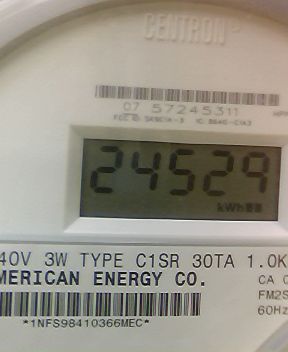 CENTRON
07 57245311
24529
kWh
40V 3W TYPE C1SR 30TA 1.0K
MERICAN ENERGY CO.
CA
FM2S
60Hz
*1NFS98410366MEC*